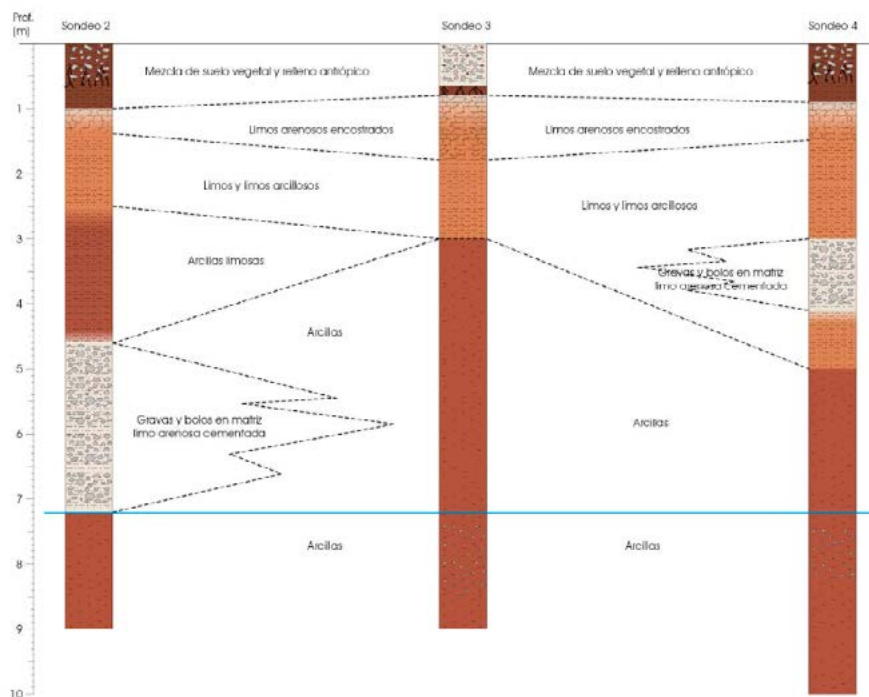 Prof.
(m)
Sondeo 2
Sondeo 3
Sondeo 4
Mezcla de suelo vegetal y relleno antrópico
Mezcla de suelo vegetal y relleno antrópico
1
Limos arenosos encostrados
Limos arenosos encostrados
2
Limos y limos arcillosos
Limos y limos arcillosos
3
Arcillas limosas
Gravas y bolos en matriz
limo arenosa cementada
4
Arcillas
5
Gravas y bolos en matriz
limo arenosa cementada
Arcillas
6
7
Arcillas
Arcillas
8
9
10